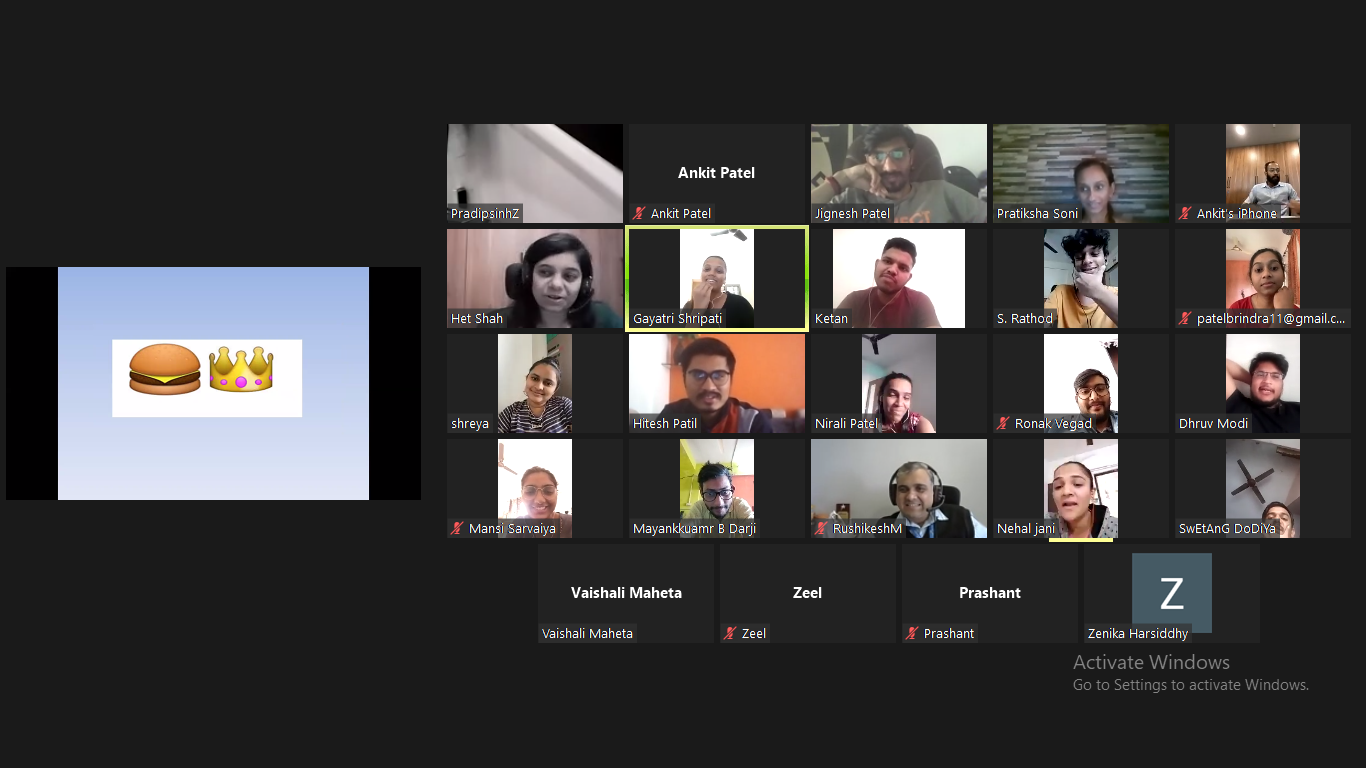 PradipsinhZ
Ankit Patel
Ankit Patel
Jignesh Patel
Pratiksha Soni
Ankit's iPhone
Het Shah
Gayatri Shripati
Ketan
S. Rathod
patelbrindra11@gmail.c...
shreya
Hitesh Patil
Nirali Patel
Ronak Vegad
Dhruv Modi
Mansi Sarvaiya
Mayankkuamr B Darji
RushikeshM
Nehal jani
SwEtAnG DoDiYa
Vaishali Maheta
Vaishali Maheta
Zeel
Zeel
Prashant
Prashant
Z
Zenika Harsiddhy
Activate Windows
Go to Settings to activate Windows.